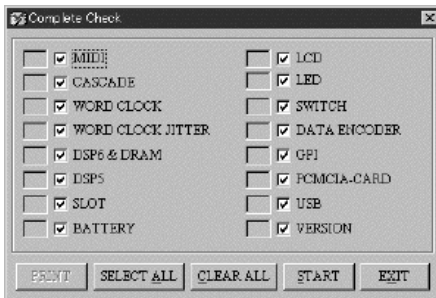 Complete Check
MIDI
CASCADE
WORD CLOCK
WORD CLOCK JITTER
DSP6 & DRAM
DSP5
SLOT
BATTERY
LCD
LED
SWITCH
DATA ENCODER
GPI
PCMCIA-CARD
USB
VERSION
PRINT SELECT ALL CLEAR ALL START EXIT